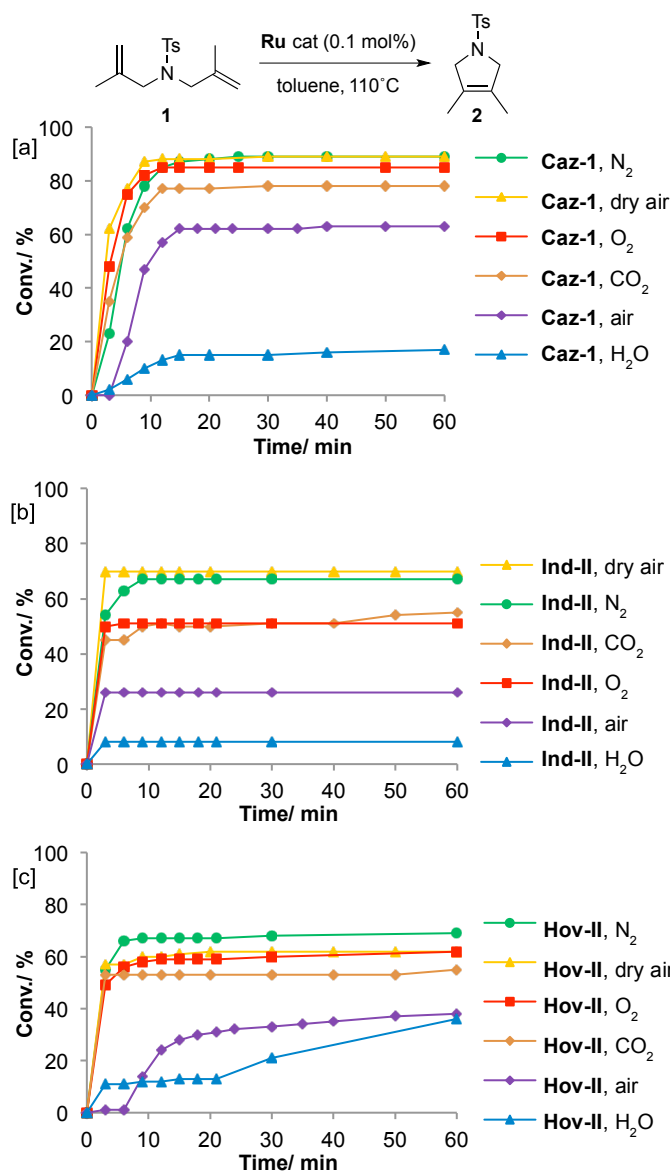 Ts
N
1
Ru cat (0.1 mol%)
toluene, 110˚C
Ts
N
2
[a]
100
80
60
40
20
0
Conv./ %
0 10 20 30 40 50 60
Time/ min
Caz-1, N₂
Caz-1, dry air
Caz-1, O₂
Caz-1, CO₂
Caz-1, air
Caz-1, H₂O
[b]
100
80
60
40
20
0
Conv./ %
0 10 20 30 40 50 60
Time/ min
Ind-II, dry air
Ind-II, N₂
Ind-II, CO₂
Ind-II, O₂
Ind-II, air
Ind-II, H₂O
[c]
100
80
60
40
20
0
Conv./ %
0 10 20 30 40 50 60
Time/ min
Hov-II, N₂
Hov-II, dry air
Hov-II, O₂
Hov-II, CO₂
Hov-II, air
Hov-II, H₂O